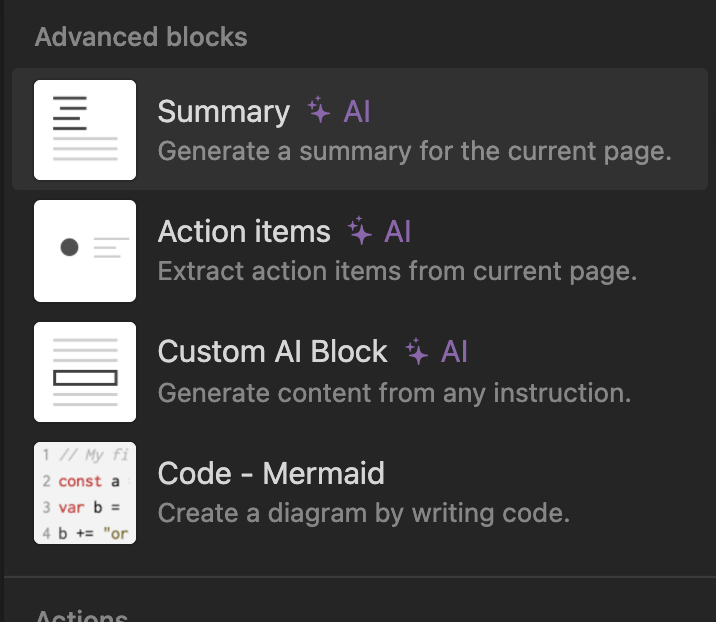 Advanced blocks
Summary AI
Generate a summary for the current page.
Action items AI
Extract action items from current page.
Custom AI Block AI
Generate content from any instruction.
1 // My fi
2 const a
3 var b =
4 b += "or
Code - Mermaid
Create a diagram by writing code.
Actions